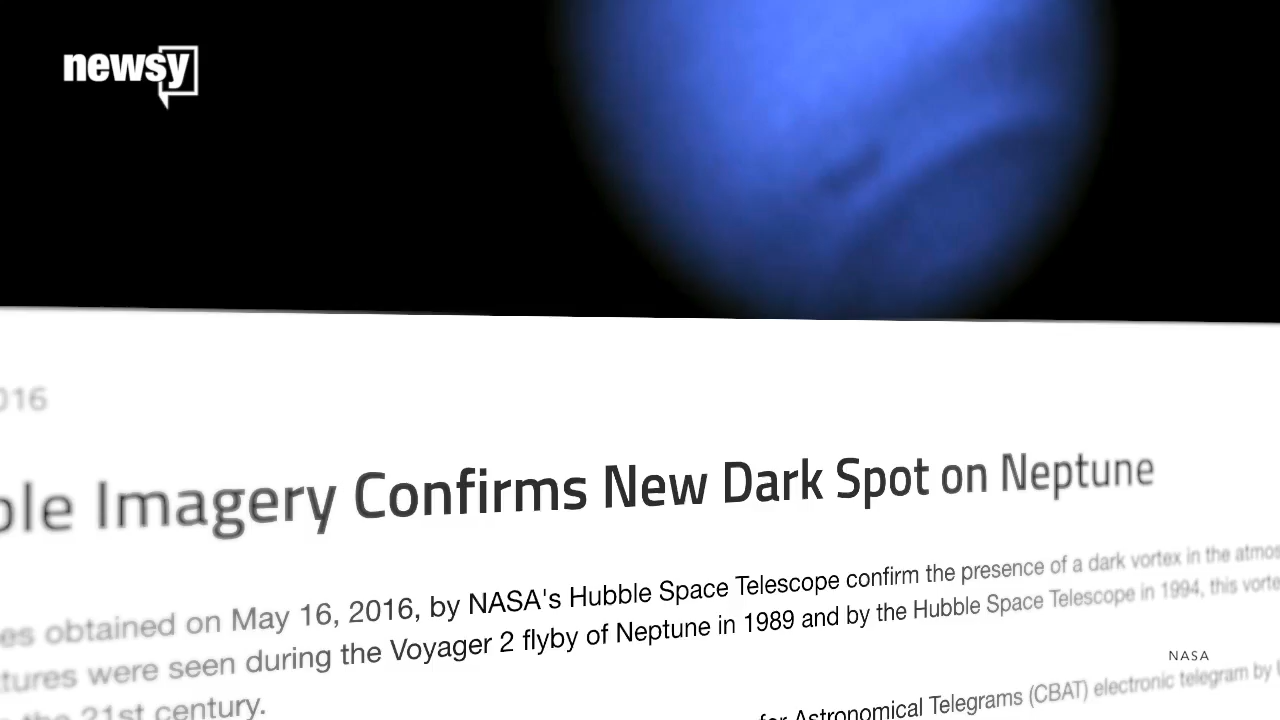 newsy
016
ble Imagery Confirms New Dark Spot on Neptune
es obtained on May 16, 2016, by NASA's Hubble Space Telescope confirm the presence of a dark vortex in the atmos
tures were seen during the Voyager 2 flyby of Neptune in 1989 and by the Hubble Space Telescope in 1994, this vorte
NASA
the 21st century.
for Astronomical Telegrams (CBAT) electronic telegram by